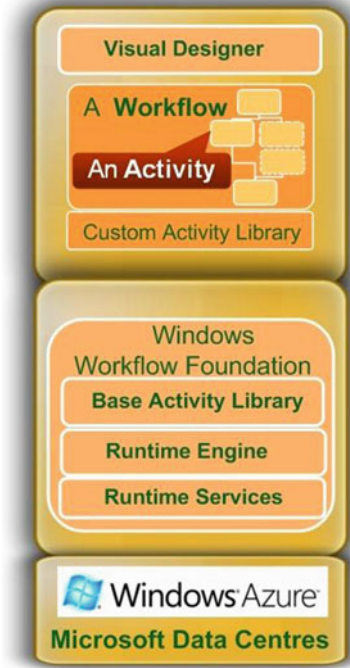 Visual Designer
A Workflow
An Activity
Custom Activity Library
Windows
Workflow Foundation
Base Activity Library
Runtime Engine
Runtime Services
Windows Azure
Microsoft Data Centres